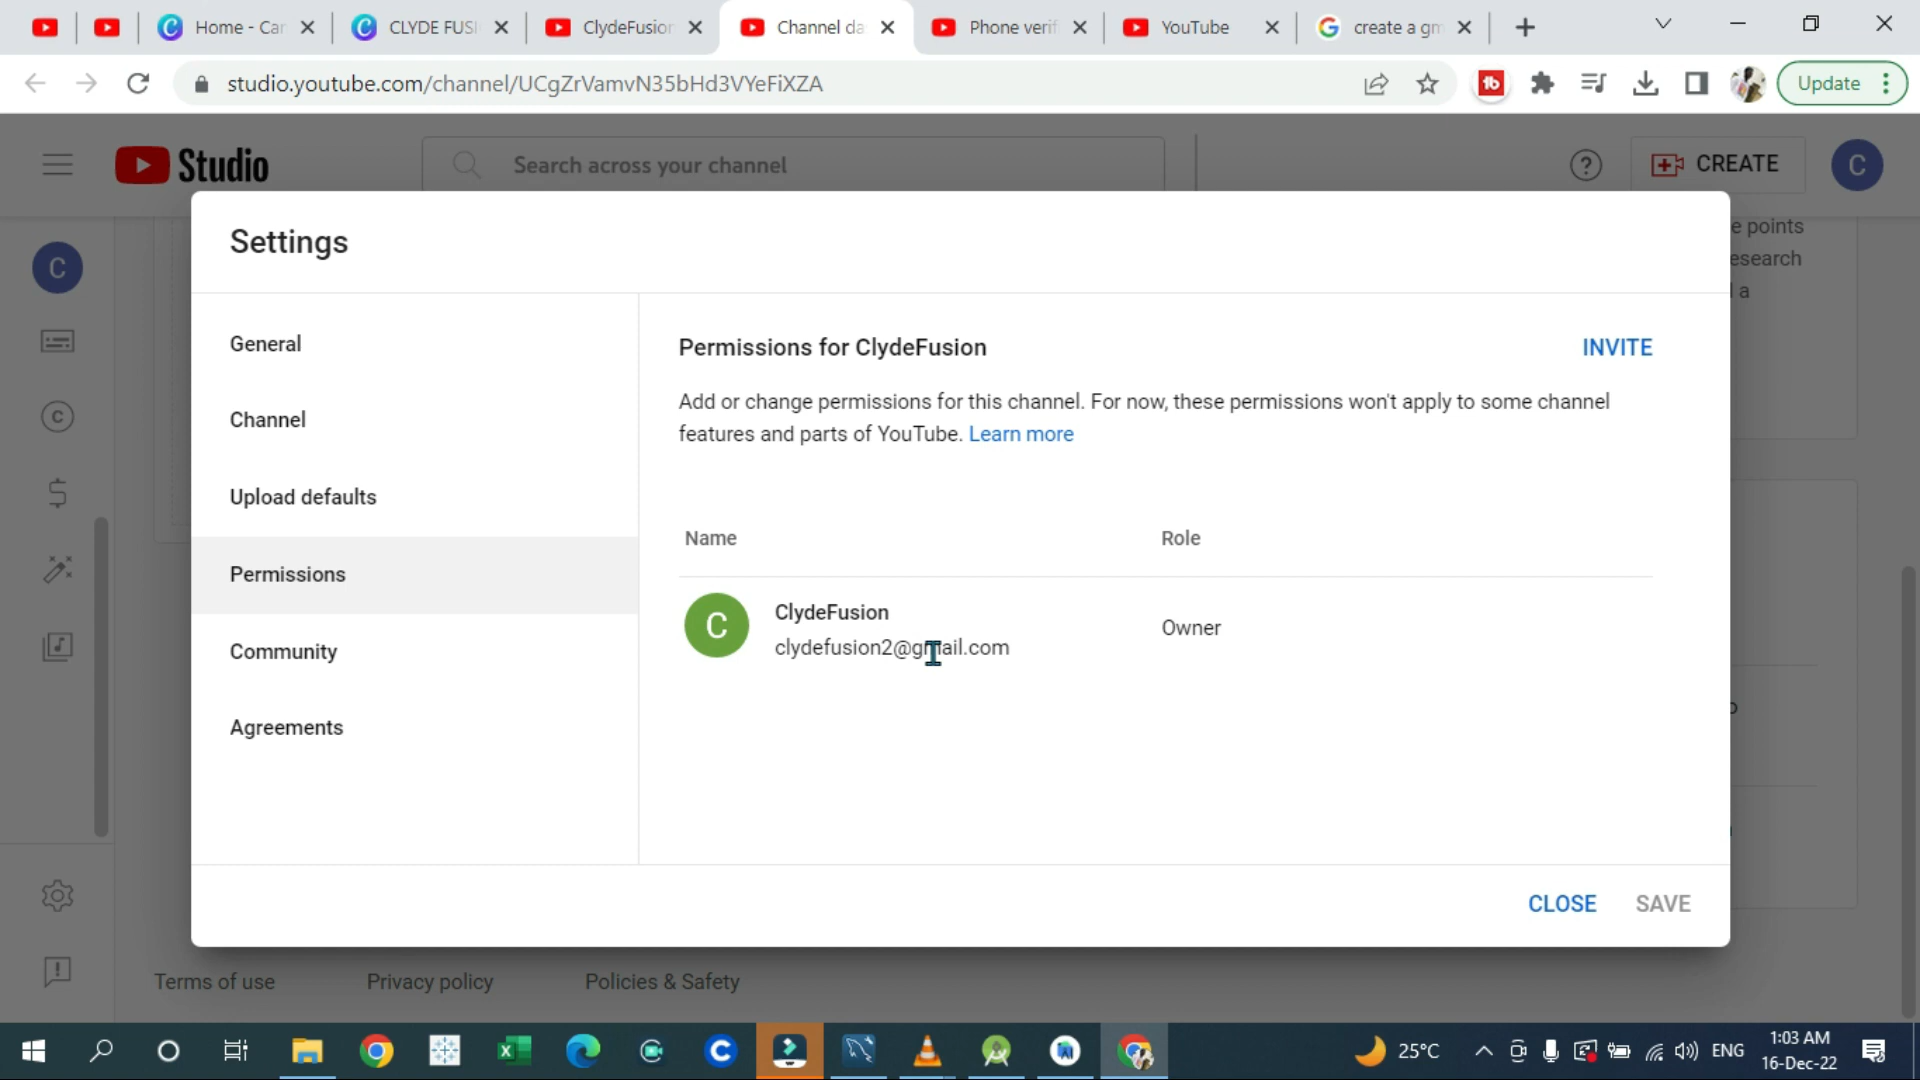 Home - Car
CLYDE FUSI
ClydeFusion
Channel da
Phone verif
YouTube
create a gm
studio.youtube.com/channel/UCgZrVamvN35bHd3VYeFiXZA
Update
Studio
Search across your channel
CREATE
C
C
e points
esearch
l a
Settings
General
Channel
Upload defaults
Permissions
Community
Agreements
Permissions for ClydeFusion
INVITE
Add or change permissions for this channel. For now, these permissions won't apply to some channel
features and parts of YouTube. Learn more
Name
Role
C
ClydeFusion
clydefusion2@gmail.com
Owner
CLOSE
SAVE
Terms of use
Privacy policy
Policies & Safety
25°C
ENG
1:03 AM
16-Dec-22